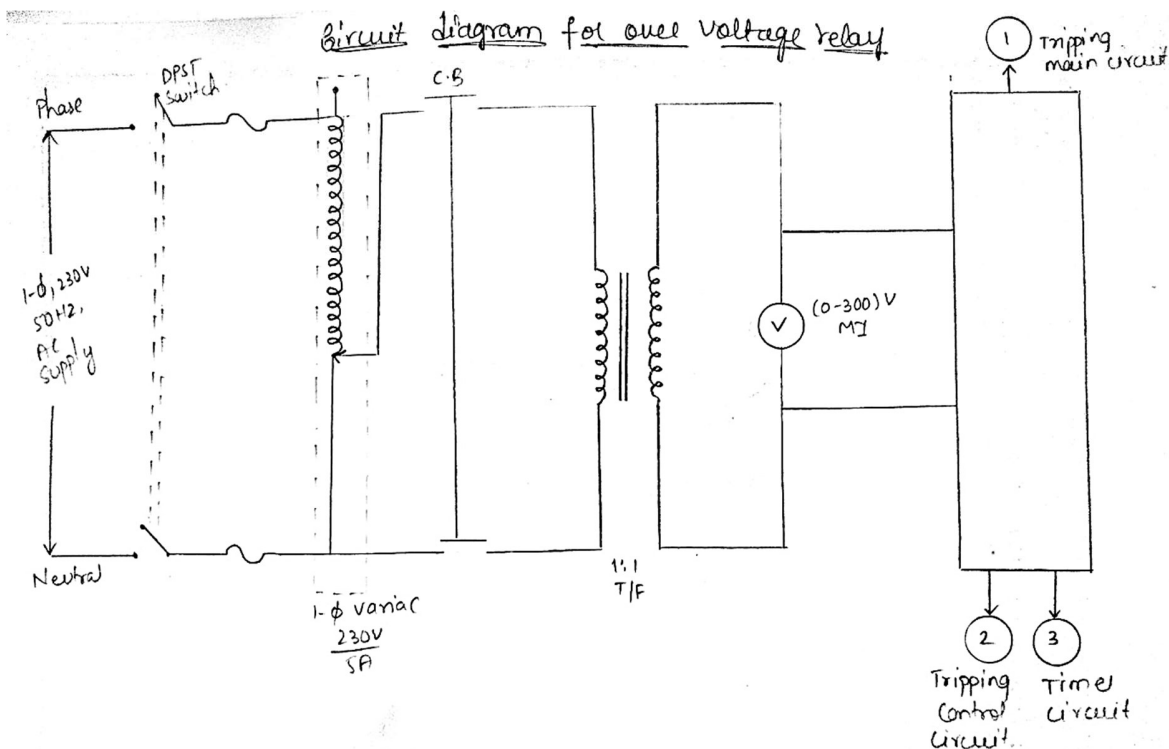 Circuit diagram for over voltage relay
1
Tripping
main circuit
DPST
Switch
C.B
Phase
1-ϕ, 230V
50HZ,
AC
Supply
V
(0-300)V
MI
Neutral
1-ϕ variac
230V
5A
1:1
T/F
2
3
Tripping
Control
circuit.
Timer
circuit